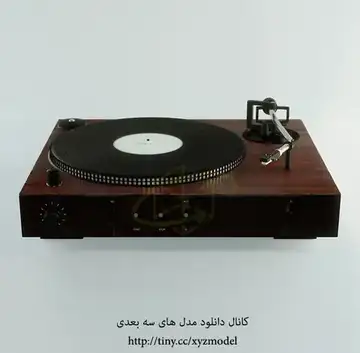 کانال دانلود مدل های سه بعدی
http://tiny.cc/xyzmodel